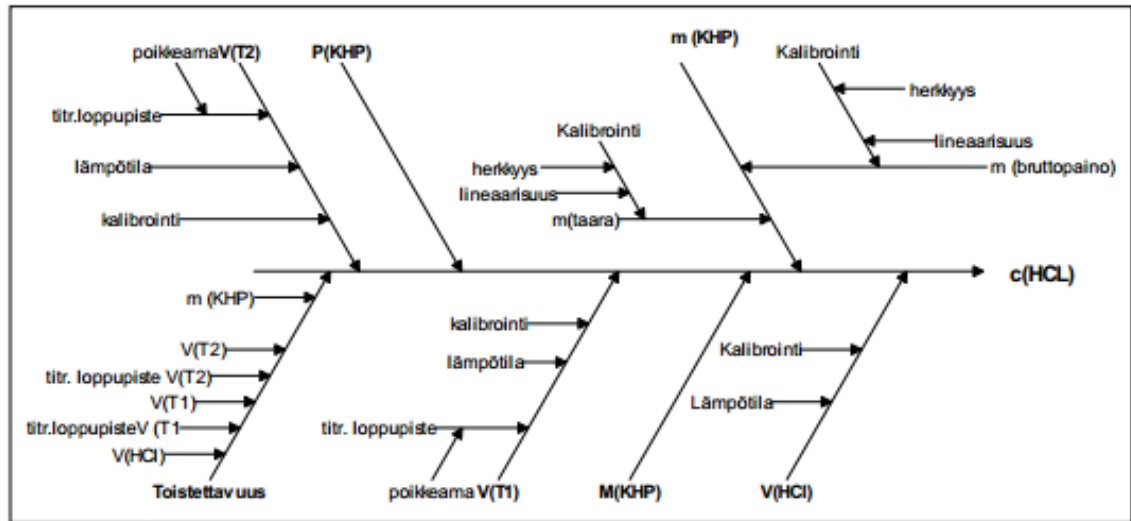 poikkeamaV(T2)
P(KHP)
m (KHP)
Kalibrointi
herkkyys
titr.loppupiste
Kalibrointi
lineaarisuus
lämpötila
herkkyys
m (bruttopaino)
lineaarisuus
kalibrointi
m(taara)
c(HCL)
m (KHP)
kalibrointi
V(T2)
Kalibrointi
lämpötila
titr. loppupiste V(T2)
V(T1)
Lämpötila
titr.loppupisteV (T1
titr. loppupiste
V(HCl)
Toistettavuus
poikkeama V(T1)
M(KHP)
V(HCl)